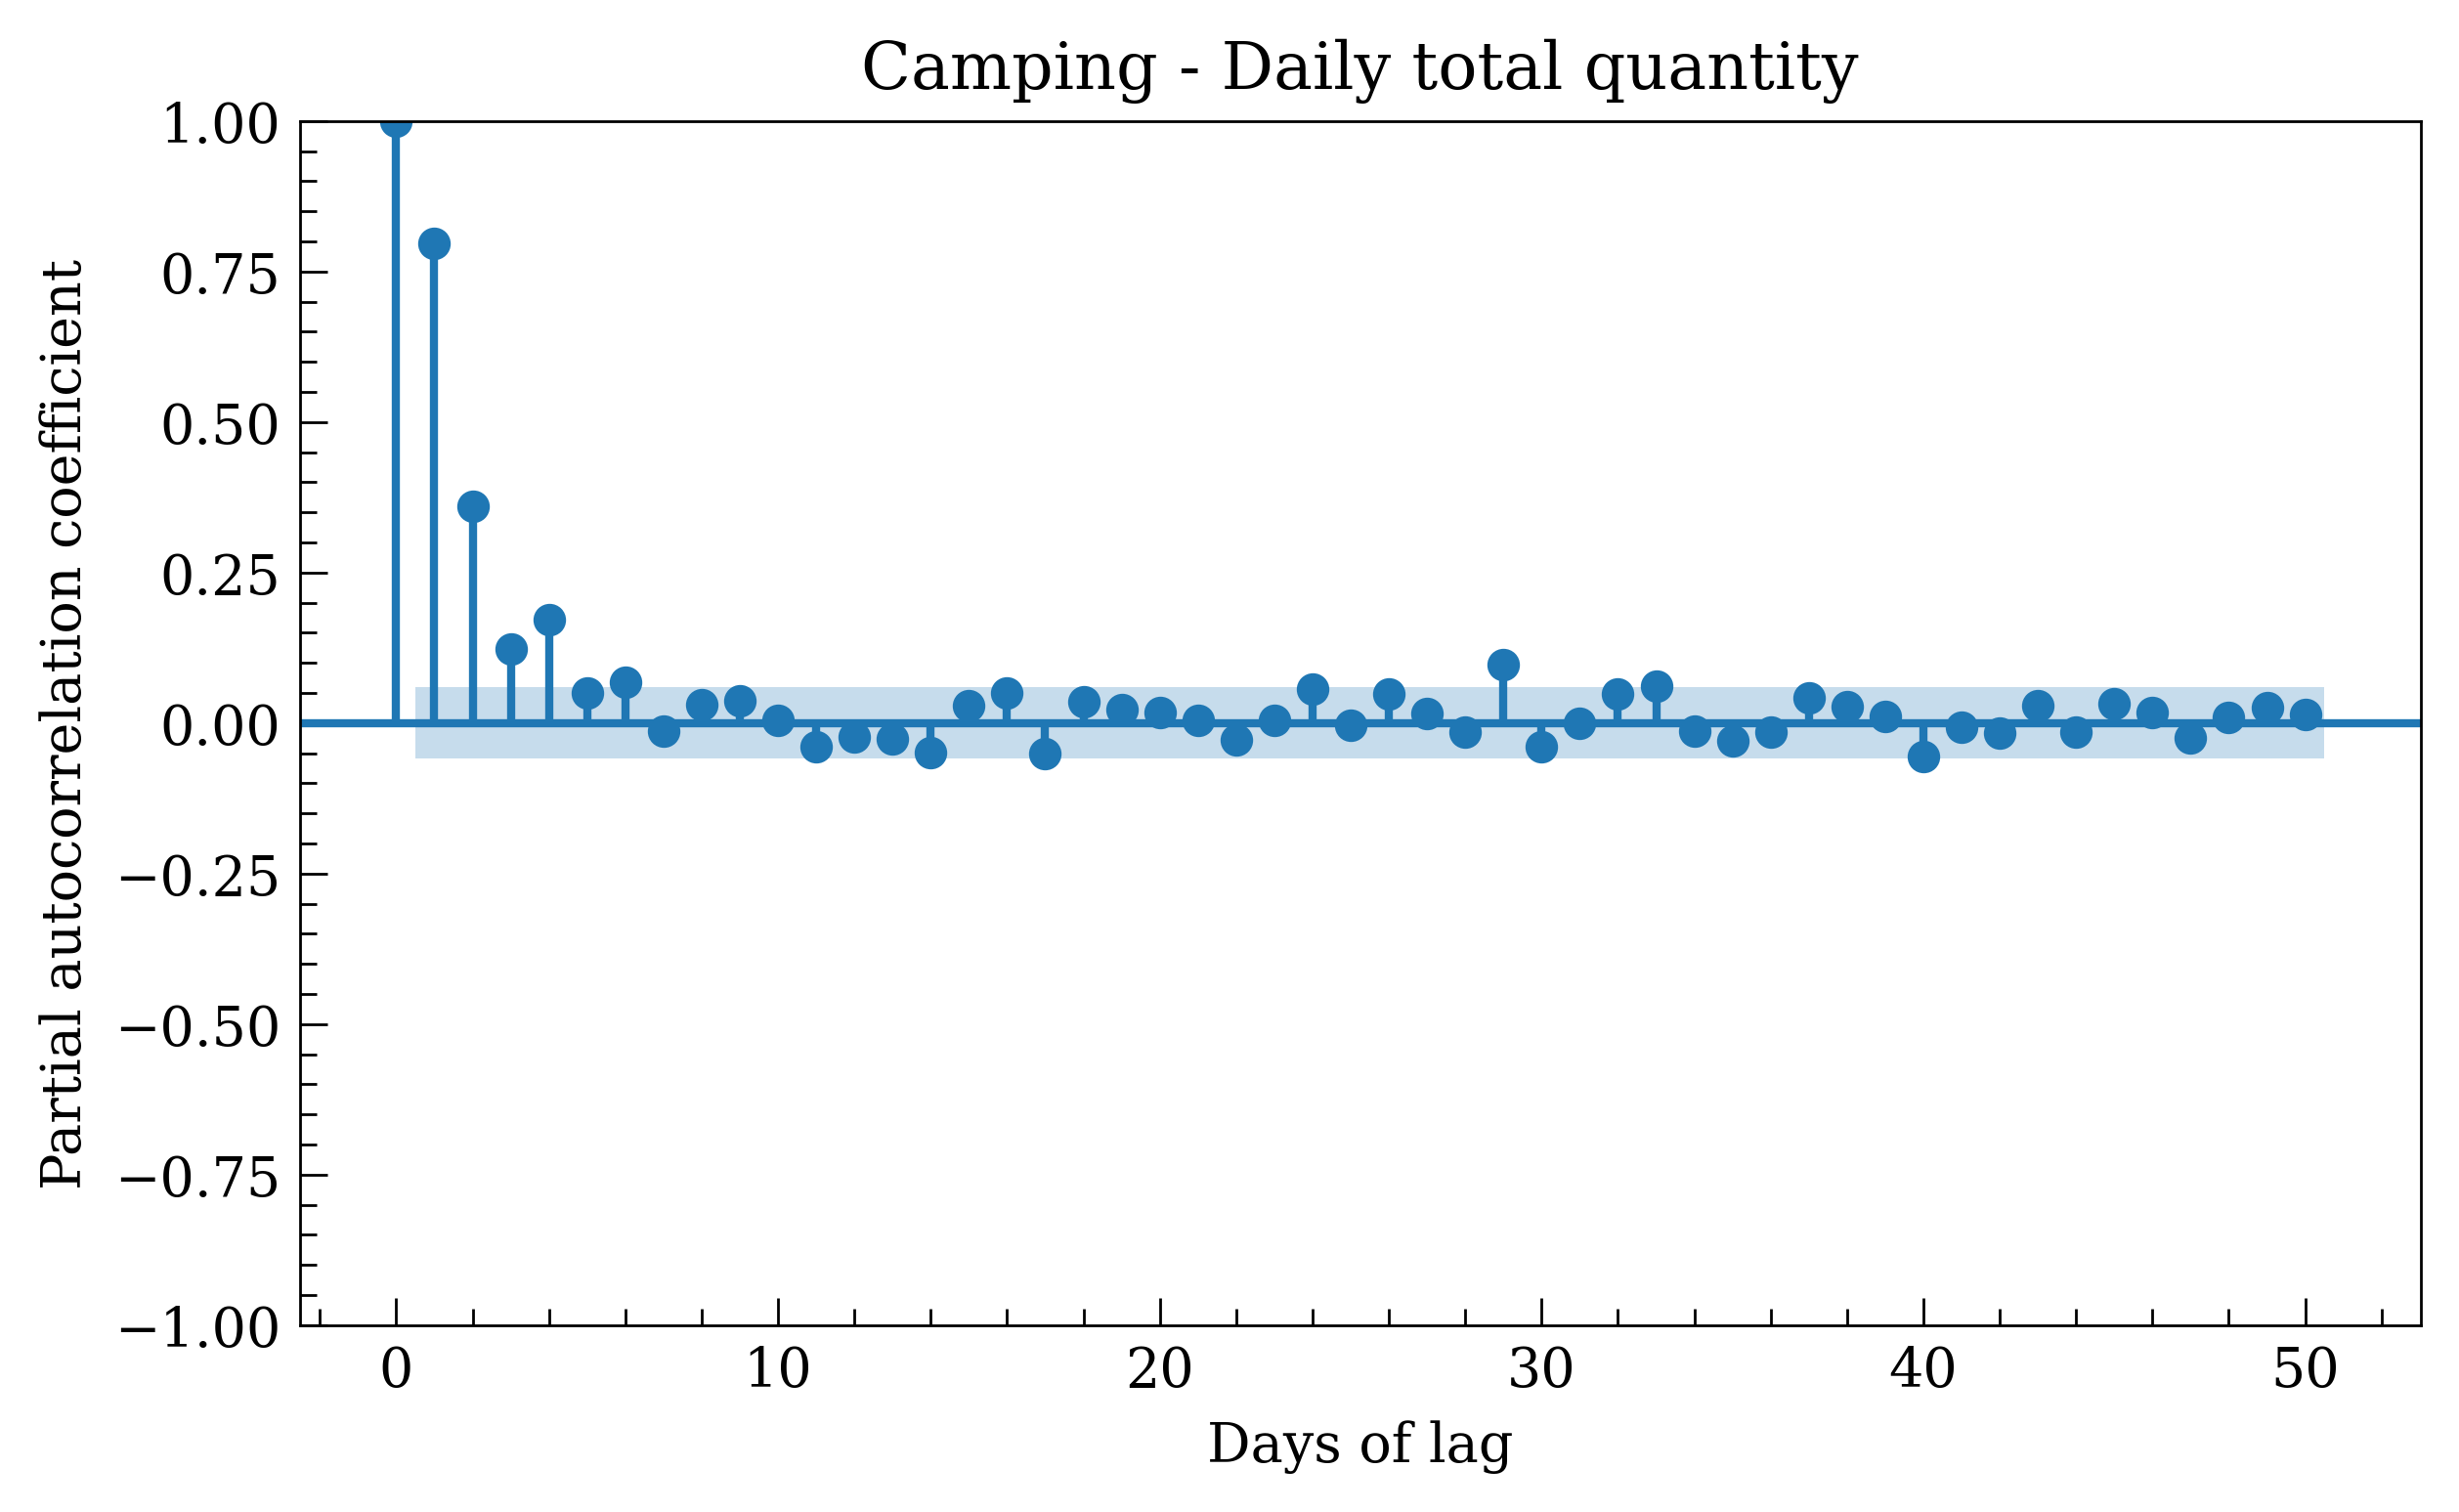 Camping - Daily total quantity
Partial autocorrelation coefficient
1.00
0.75
0.50
0.25
0.00
−0.25
−0.50
−0.75
−1.00
0 10 20 30 40 50
Days of lag